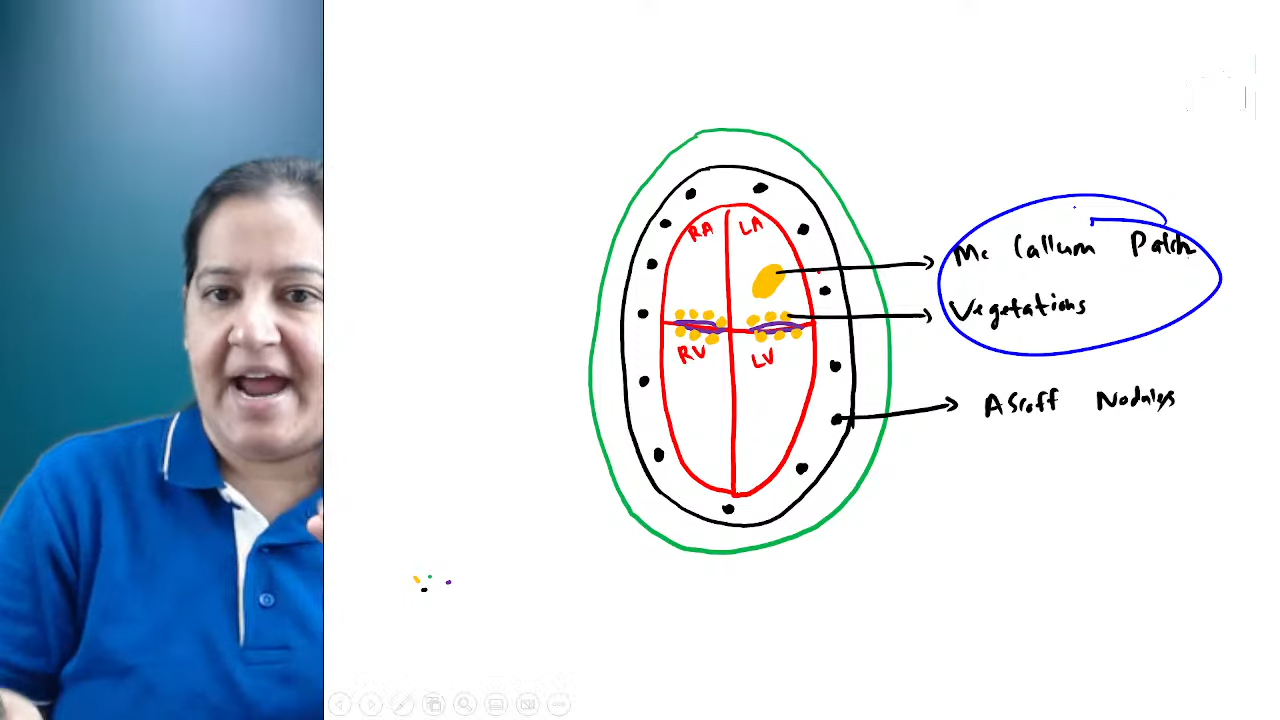 RA LA
Mc Callum Patch
Vegetations
RV LV
Asroff Nodules